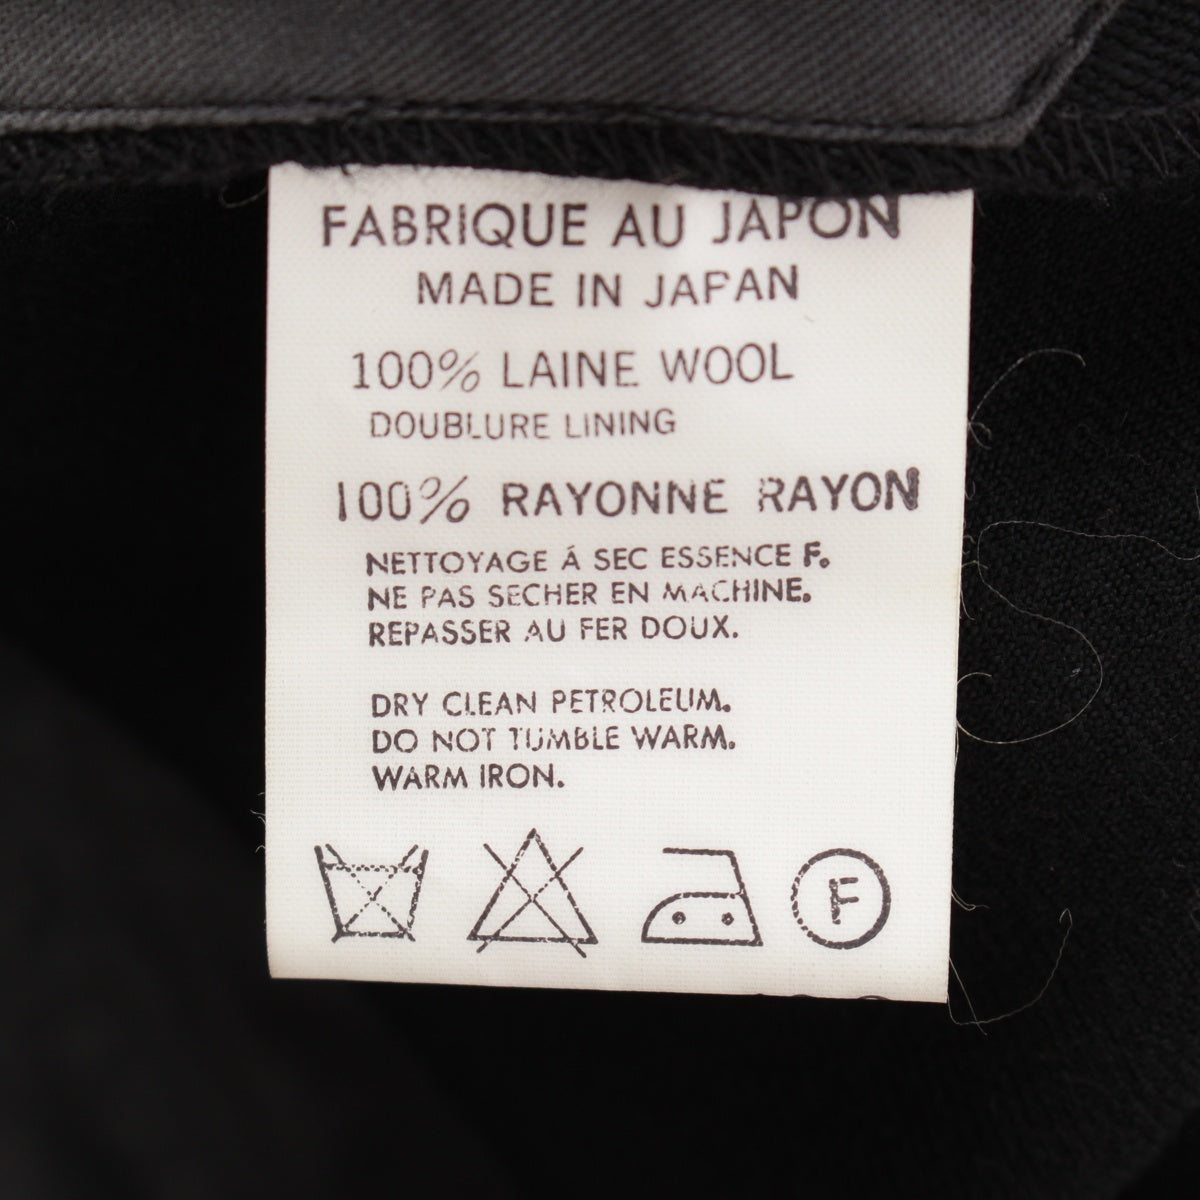 FABRIQUE AU JAPON
MADE IN JAPAN
100% LAINE WOOL
DOUBLURE LINING
100% RAYONNE RAYON
NETTOYAGE Á SEC ESSENCE F.
NE PAS SECHER EN MACHINE.
REPASSER AU FER DOUX.
DRY CLEAN PETROLEUM.
DO NOT TUMBLE WARM.
WARM IRON.
F